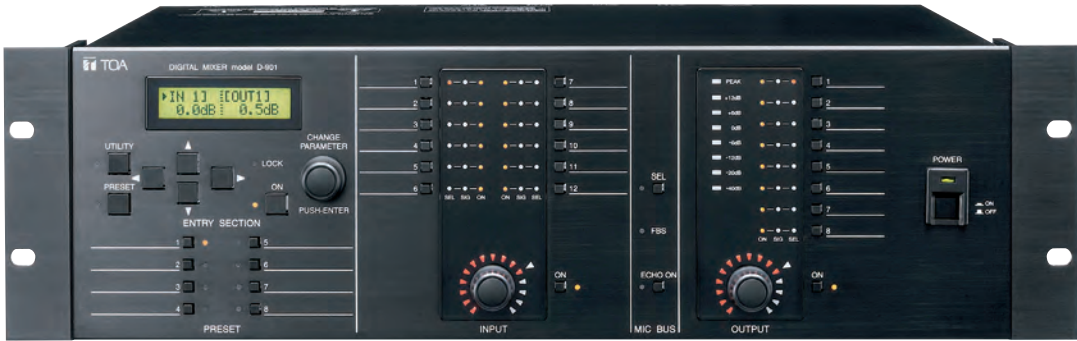 TOA
DIGITAL MIXER model D-901
IN 1] [OUT1]
0.0dB 0.5dB
UTILITY
PRESET
LOCK
ON
CHANGE
PARAMETER
PUSH-ENTER
ENTRY SECTION
1 5
2 6
3 7
4 8
PRESET
1 7
2 8
3 9
4 10
5 11
6 12
SEL SIG ON ON SIG SEL
ON
INPUT
SEL
FBS
ECHO ON
MIC BUS
PEAK 1
+12dB 2
+6dB 3
0dB 4
-6dB 5
-12dB 6
-20dB 7
-40dB 8
ON SIG SEL
ON
OUTPUT
POWER
ON
OFF